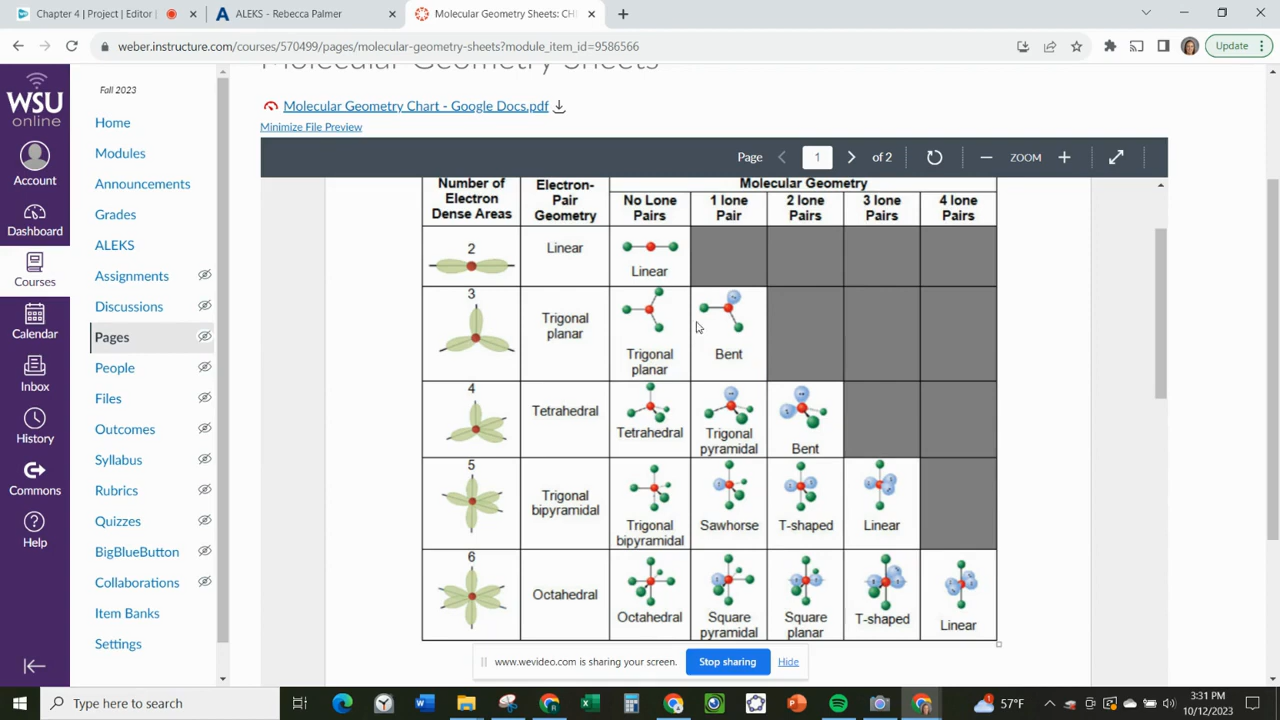 Chapter 4 | Project | Editor |
ALEKS - Rebecca Palmer
Molecular Geometry Sheets: CHE
weber.instructure.com/courses/570499/pages/molecular-geometry-sheets?module_item_id=9586566
Update
WSU
online
Account
Dashboard
Courses
Calendar
Inbox
History
Commons
Help
Fall 2023
Home
Modules
Announcements
Grades
ALEKS
Assignments
Discussions
Pages
People
Files
Outcomes
Syllabus
Rubrics
Quizzes
BigBlueButton
Collaborations
Item Banks
Settings
Molecular Geometry Sheets
Molecular Geometry Chart - Google Docs.pdf
Minimize File Preview
Page 1 of 2 ZOOM
Number of Electron Dense Areas
Electron-Pair Geometry
Molecular Geometry
No Lone Pairs
1 lone Pair
2 lone Pairs
3 lone Pairs
4 lone Pairs
2
Linear
Linear
3
Trigonal planar
Trigonal planar
Bent
4
Tetrahedral
Tetrahedral
Trigonal pyramidal
Bent
5
Trigonal bipyramidal
Trigonal bipyramidal
Sawhorse
T-shaped
Linear
6
Octahedral
Octahedral
Square pyramidal
Square planar
T-shaped
Linear
www.wevideo.com is sharing your screen.
Stop sharing
Hide
Type here to search
57°F
3:31 PM
10/12/2023